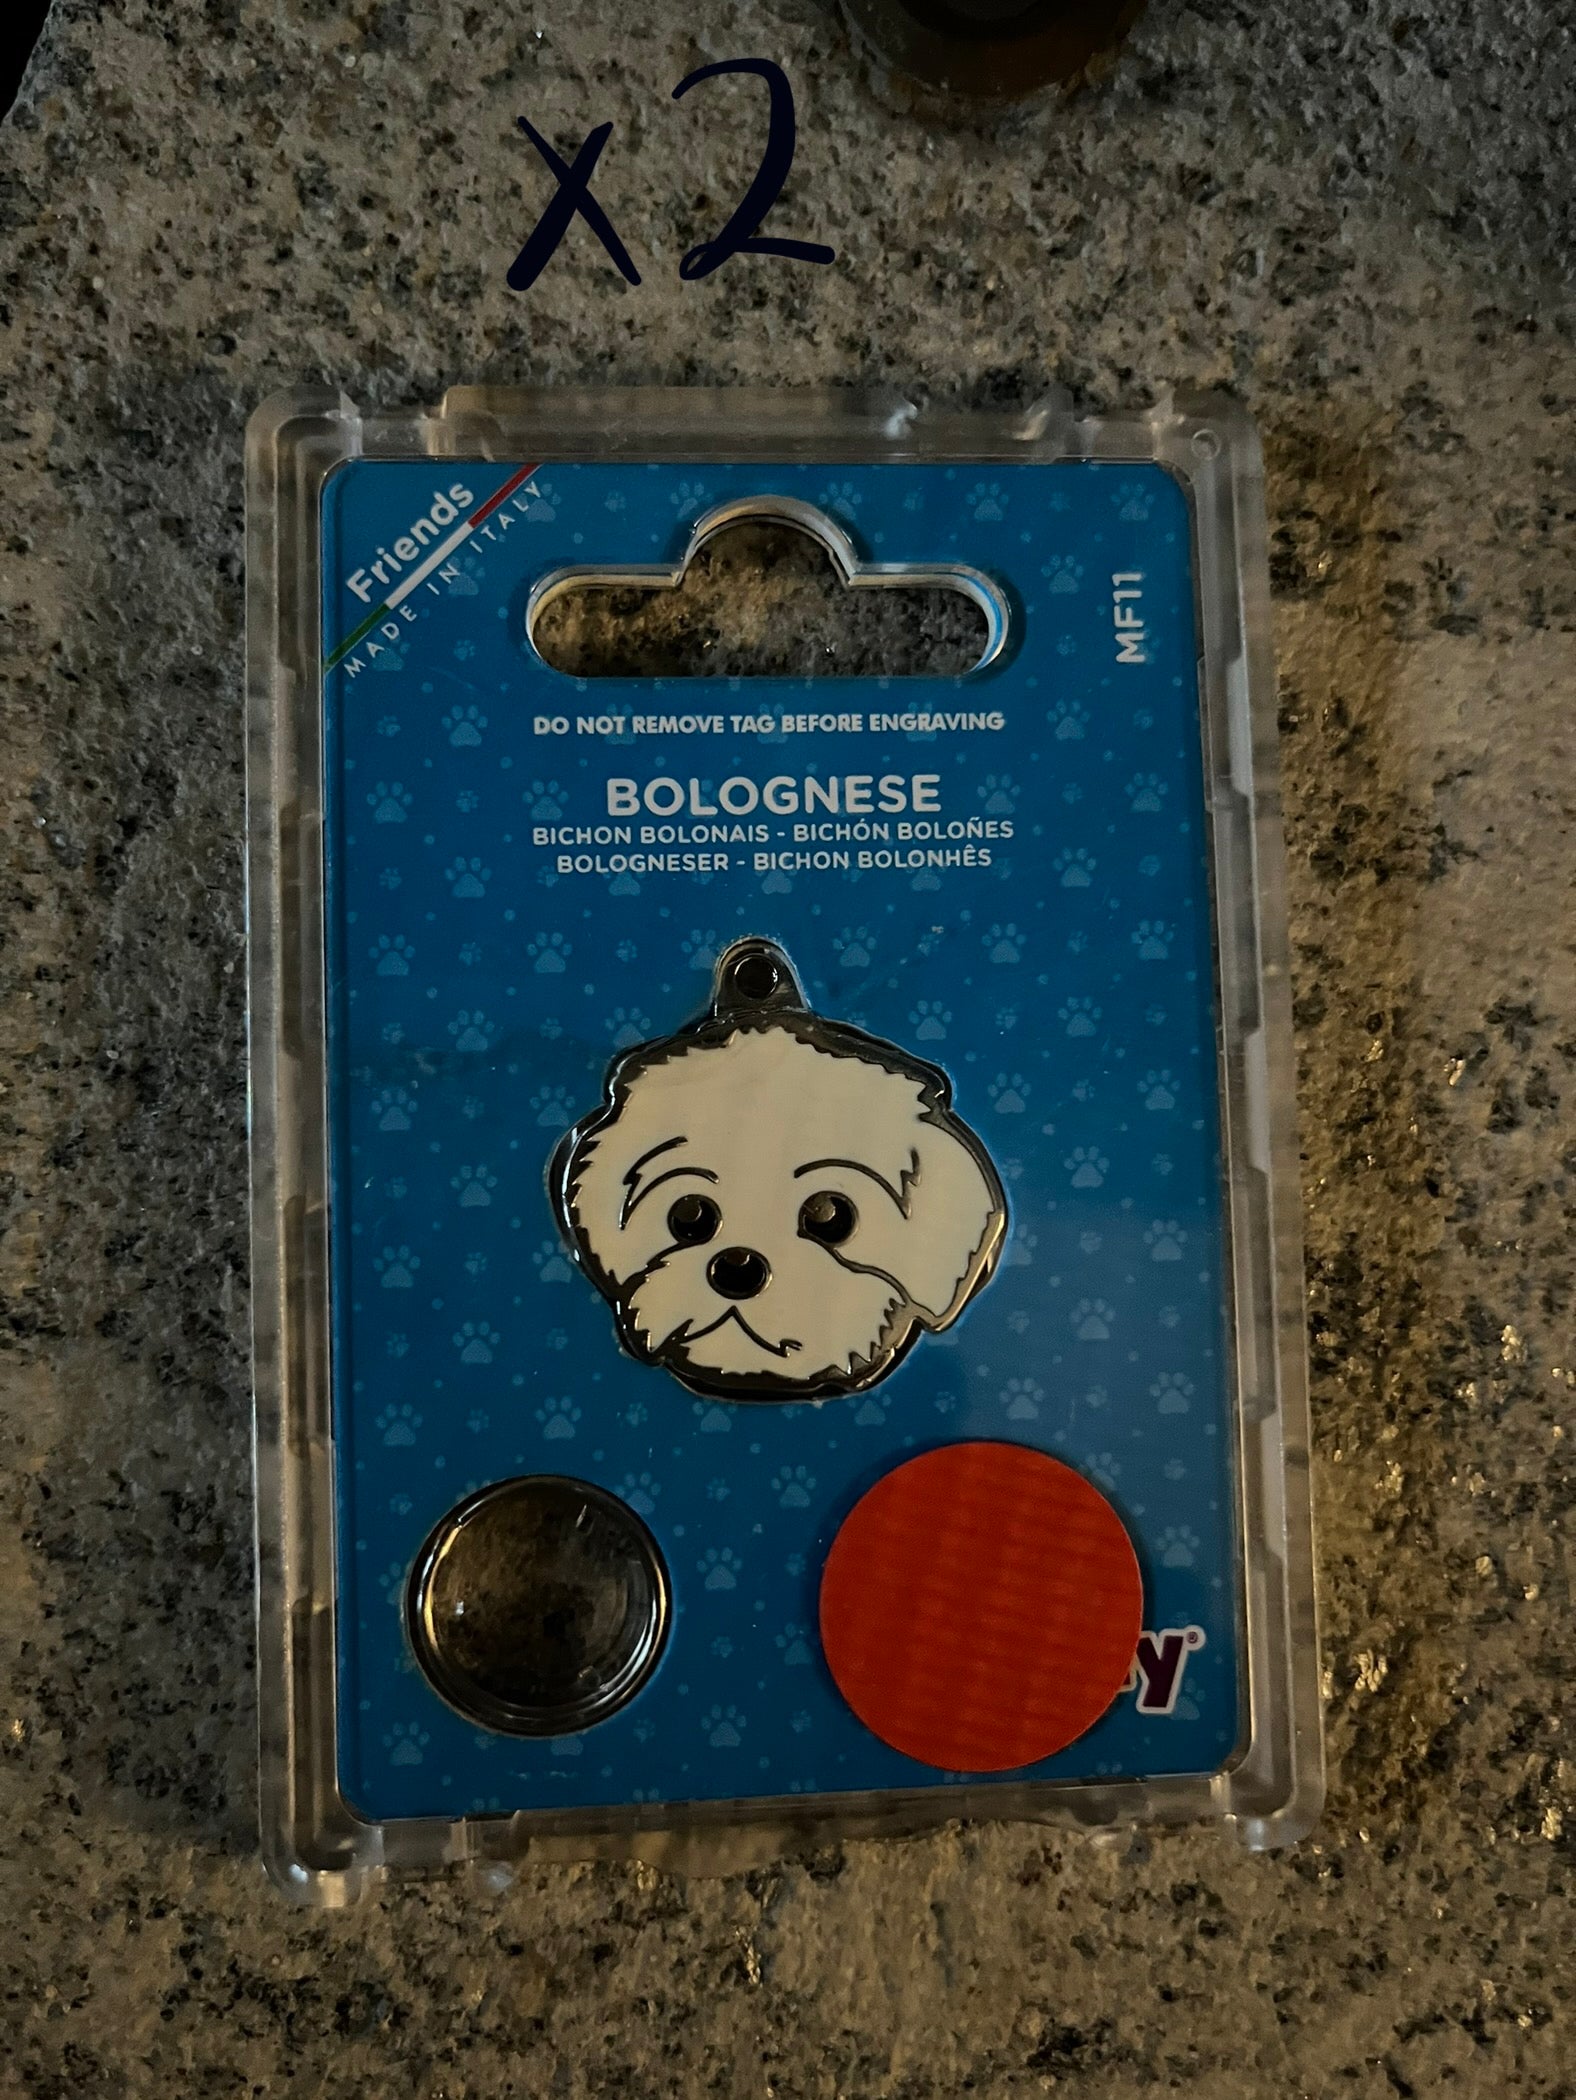 x2
Friends
MADE IN ITALY
MF11
DO NOT REMOVE TAG BEFORE ENGRAVING
BOLOGNESE
BICHON BOLONAIS - BICHÓN BOLOÑES
BOLOGNESER - BICHON BOLONHÊS